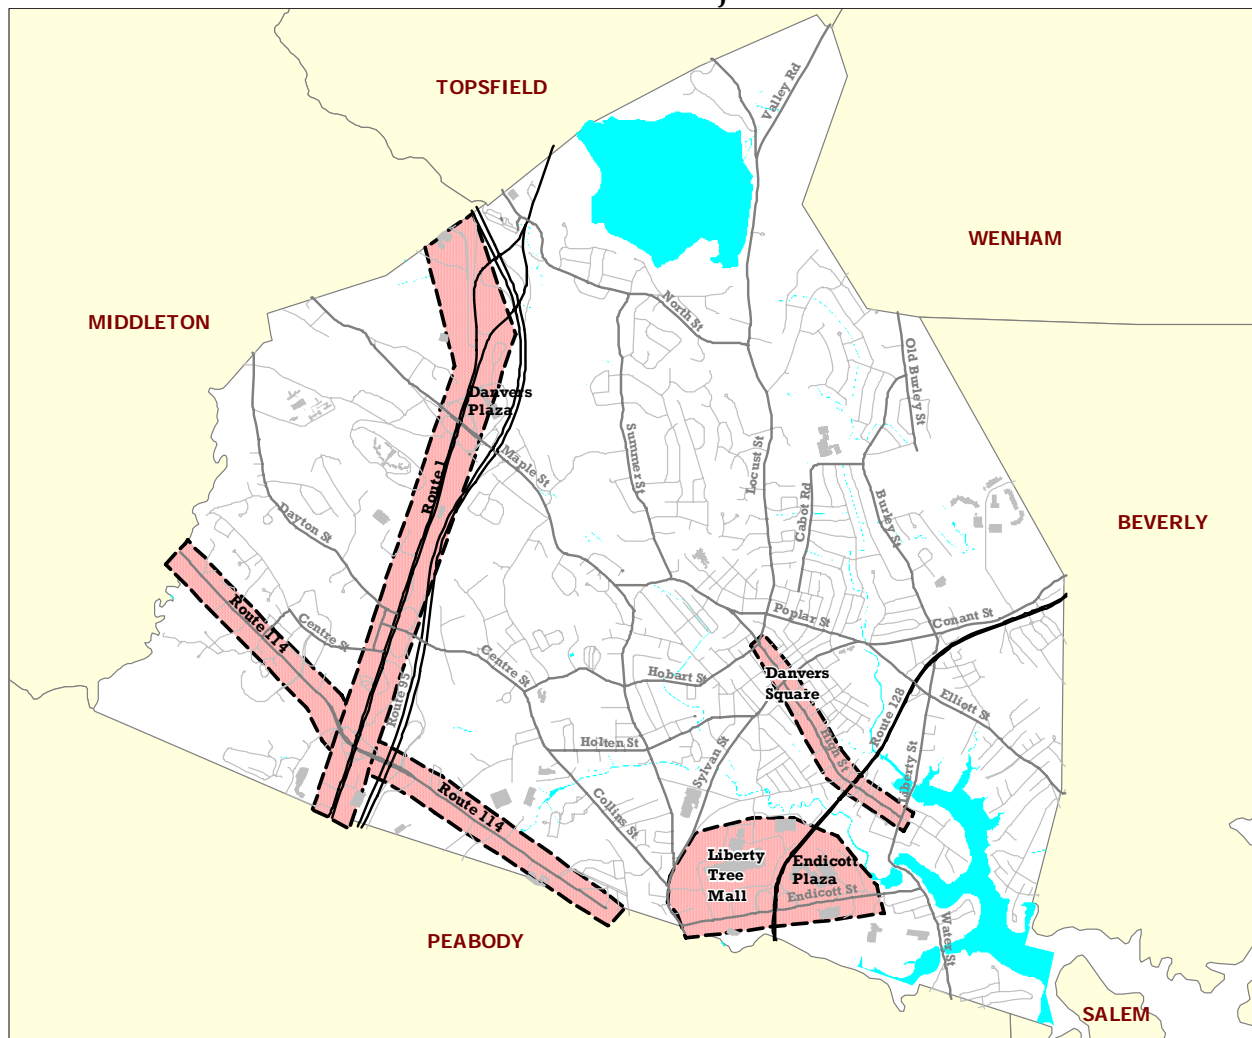 TOPSFIELD
Valley Rd
WENHAM
MIDDLETON
North St
Old Burley St
Danvers
Plaza
Maple St
Summer St
Locust St
Route 1
Cabot Rd
Burley St
BEVERLY
Dayton St
Route 114
Centre St
Centre St
Poplar St
Conant St
Hobart St
Danvers
Square
Route 95
Elliott St
Route 128
High St
Holten St
Sylvan St
Liberty St
Route 114
Collins St
Liberty
Tree
Mall
Endicott
Plaza
Endicott St
Water St
PEABODY
SALEM